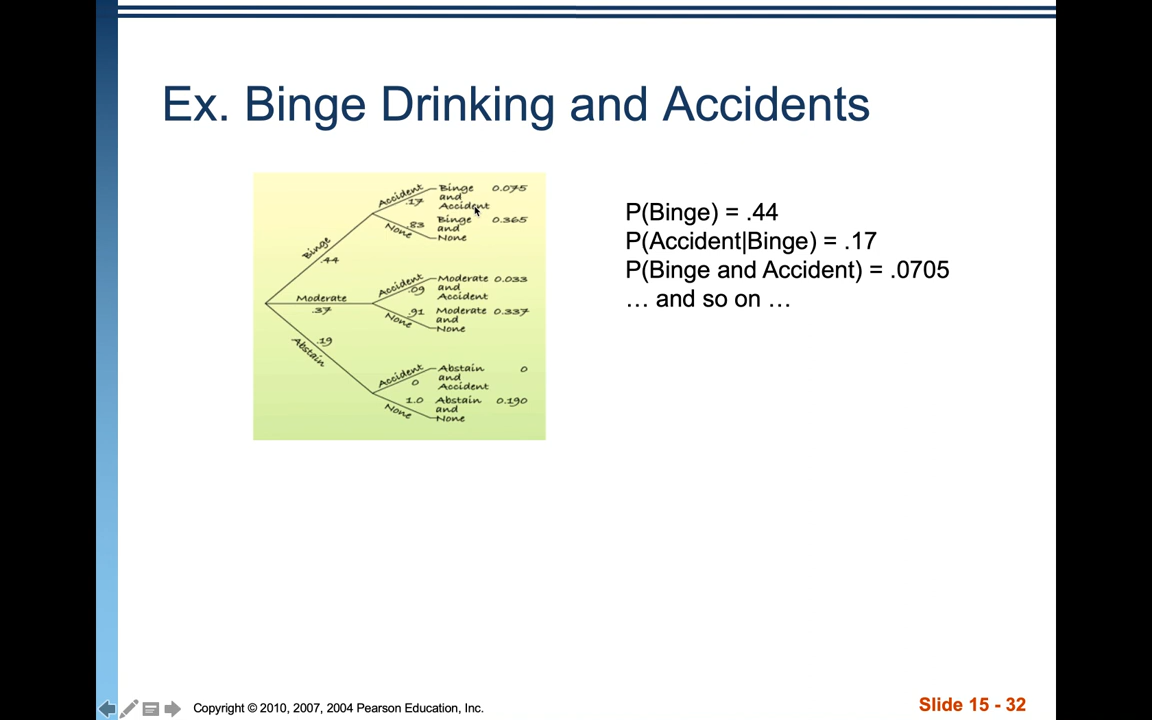 Ex. Binge Drinking and Accidents
Accident
.17
Binge
and
Accident
0.075
None
.83
Binge
and
None
0.365
Binge
.44
Accident
.09
Moderate
and
Accident
0.033
Moderate
.37
None
.91
Moderate
and
None
0.337
Abstain
.19
Accident
0
Abstain
and
Accident
0
None
1.0
Abstain
and
None
0.190
P(Binge) = .44
P(Accident|Binge) = .17
P(Binge and Accident) = .0705
… and so on …
Copyright © 2010, 2007, 2004 Pearson Education, Inc.
Slide 15 - 32